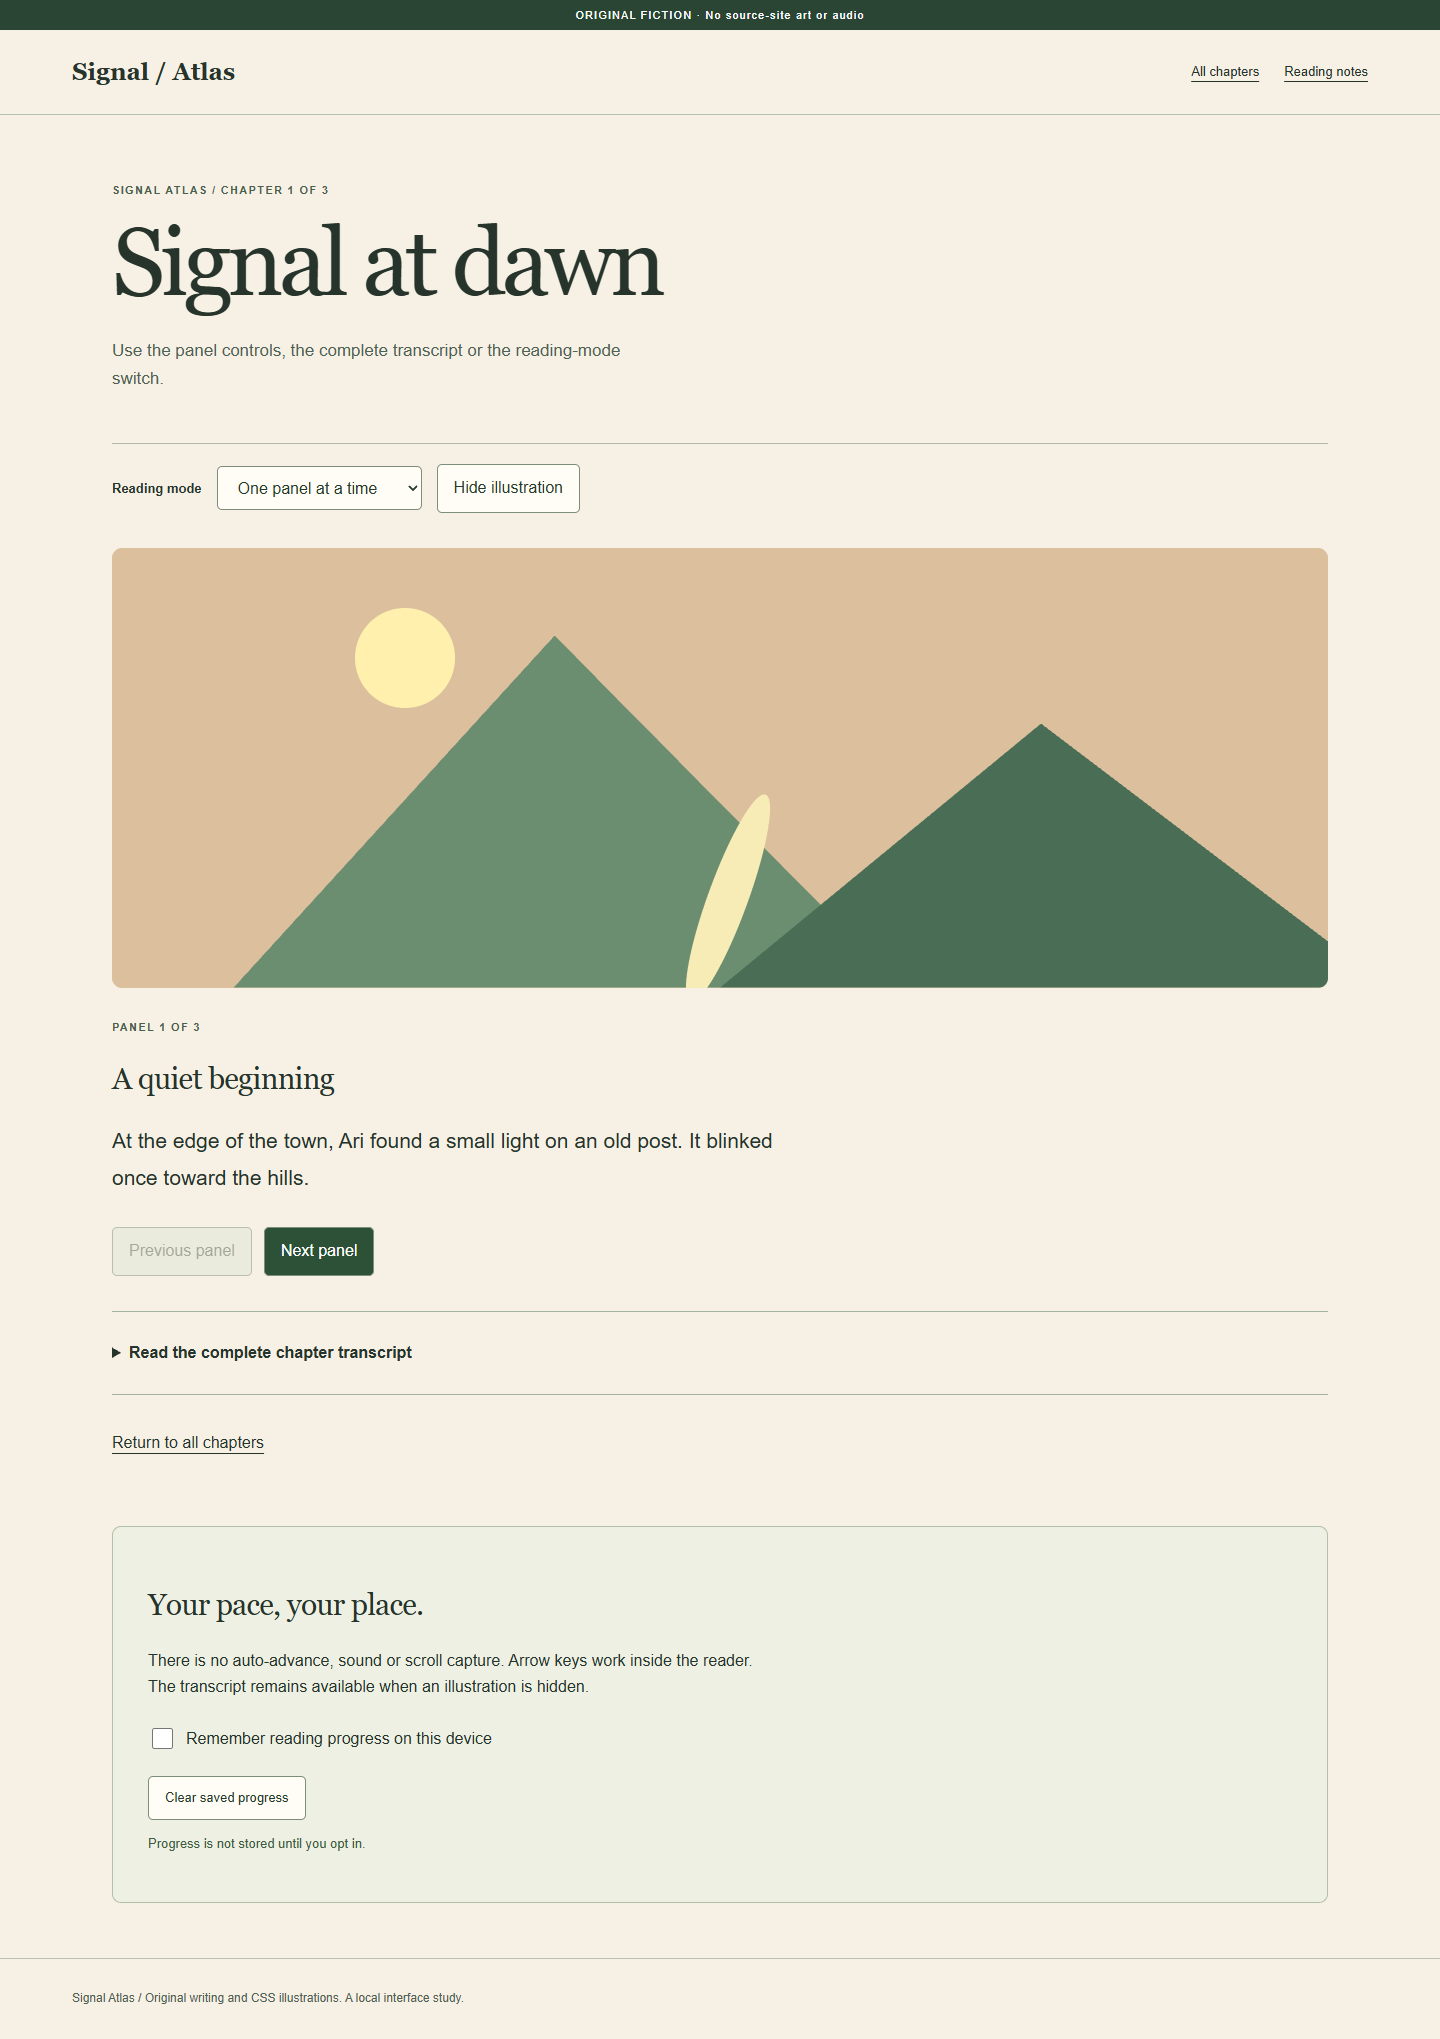 ORIGINAL FICTION · No source-site art or audio
Signal / Atlas
All chapters
Reading notes
SIGNAL ATLAS / CHAPTER 1 OF 3
Signal at dawn
Use the panel controls, the complete transcript or the reading-mode
switch.
Reading mode
One panel at a time
Hide illustration
PANEL 1 OF 3
A quiet beginning
At the edge of the town, Ari found a small light on an old post. It blinked
once toward the hills.
Previous panel
Next panel
Read the complete chapter transcript
Return to all chapters
Your pace, your place.
There is no auto-advance, sound or scroll capture. Arrow keys work inside the reader.
The transcript remains available when an illustration is hidden.
Remember reading progress on this device
Clear saved progress
Progress is not stored until you opt in.
Signal Atlas / Original writing and CSS illustrations. A local interface study.